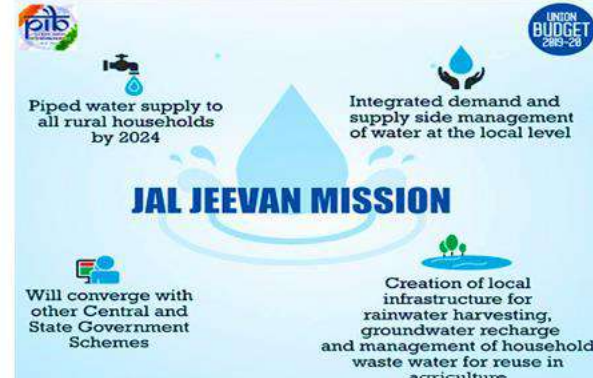 pib
UNION
BUDGET
2019-20
Piped water supply to
all rural households
by 2024
Integrated demand and
supply side management
of water at the local level
JAL JEEVAN MISSION
Will converge with
other Central and
State Government
Schemes
Creation of local
infrastructure for
rainwater harvesting,
groundwater recharge
and management of household
waste water for reuse in
agriculture